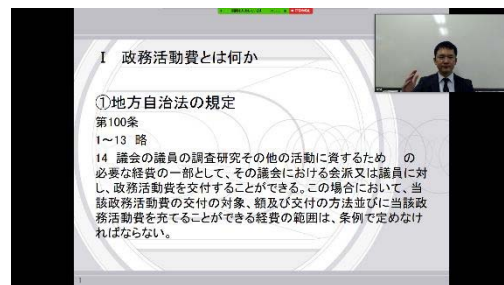 Ⅰ 政務活動費とは何か
①地方自治法の規定
第100条
1~13 略
14 議会の議員の調査研究その他の活動に資するため の
必要な経費の一部として、その議会における会派又は議員に対
し、政務活動費を交付することができる。この場合において、当
該政務活動費の交付の対象、額及び交付の方法並びに当該政
務活動費を充てることができる経費の範囲は、条例で定めなけ
ればならない。
1